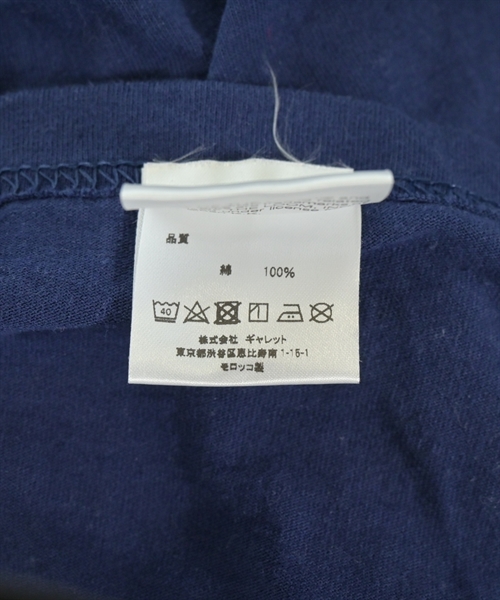 品質
綿 100%
40
株式会社 ギャレット
東京都渋谷区恵比寿南1-15-1
モロッコ製